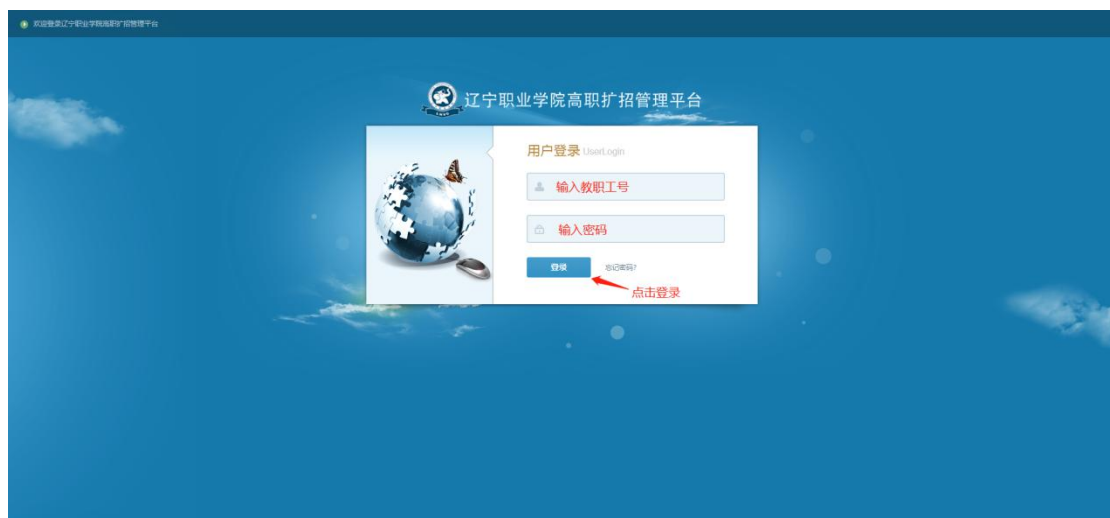 欢迎登录辽宁职业学院高职扩招管理平台
辽宁职业学院高职扩招管理平台
用户登录 UserLogin
输入教职工号
输入密码
登录 忘记密码?
点击登录